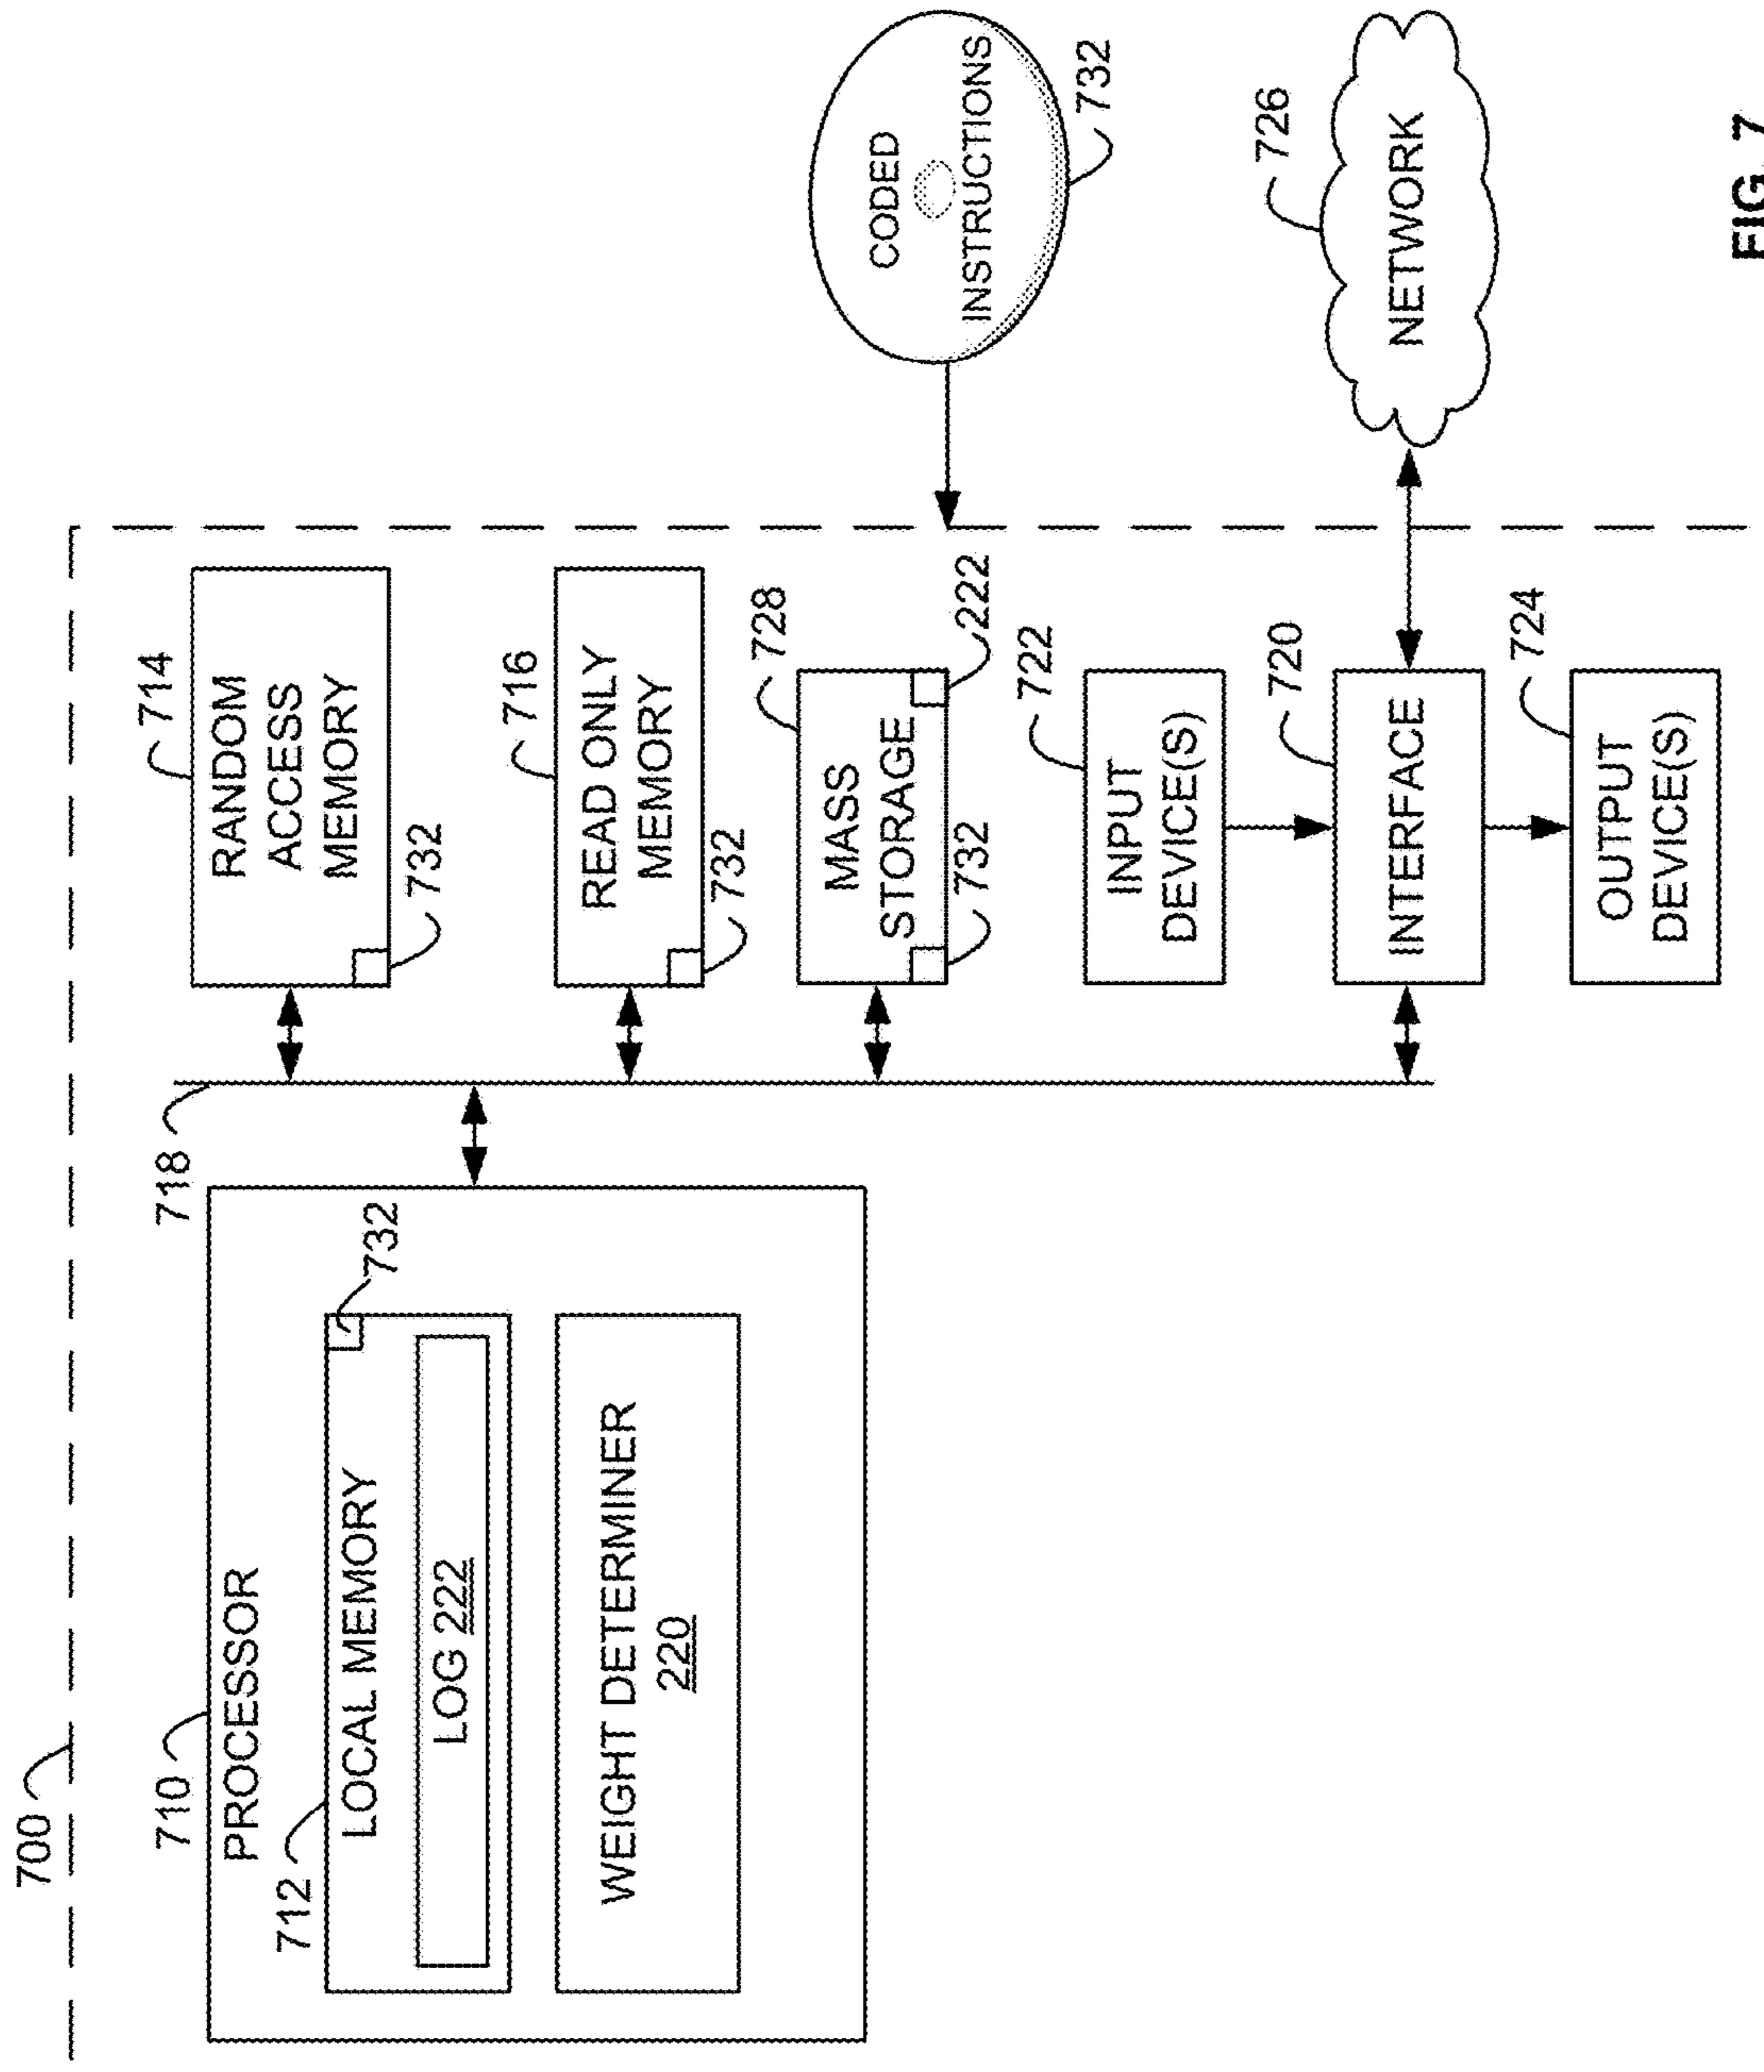 700
710
PROCESSOR
712
LOCAL MEMORY
732
LOG 222
WEIGHT DETERMINER
220
718
714
RANDOM
ACCESS
MEMORY
732
716
READ ONLY
MEMORY
732
728
MASS
STORAGE
732
222
722
INPUT
DEVICE(S)
720
INTERFACE
724
OUTPUT
DEVICE(S)
CODED
INSTRUCTIONS
732
726
NETWORK
FIG. 7